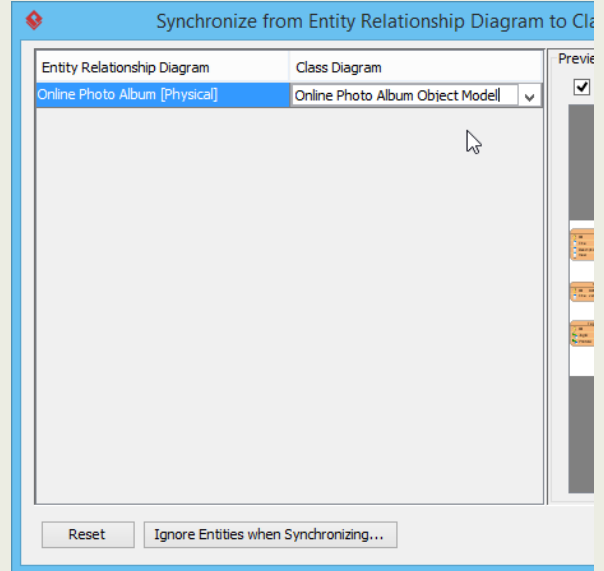 Synchronize from Entity Relationship Diagram to Cla
Entity Relationship Diagram Class Diagram
Online Photo Album [Physical] Online Photo Album Object Model
Previe
Reset Ignore Entities when Synchronizing...